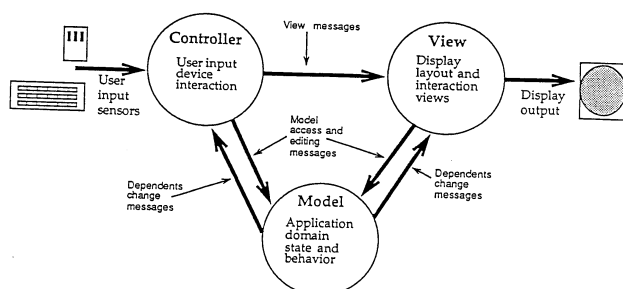 Controller
User input
device
interaction
View messages
View
Display
layout and
interaction
views
User
input
sensors
Display
output
Model
access and
editing
messages
Dependents
change
messages
Dependents
change
messages
Model
Application
domain
state and
behavior